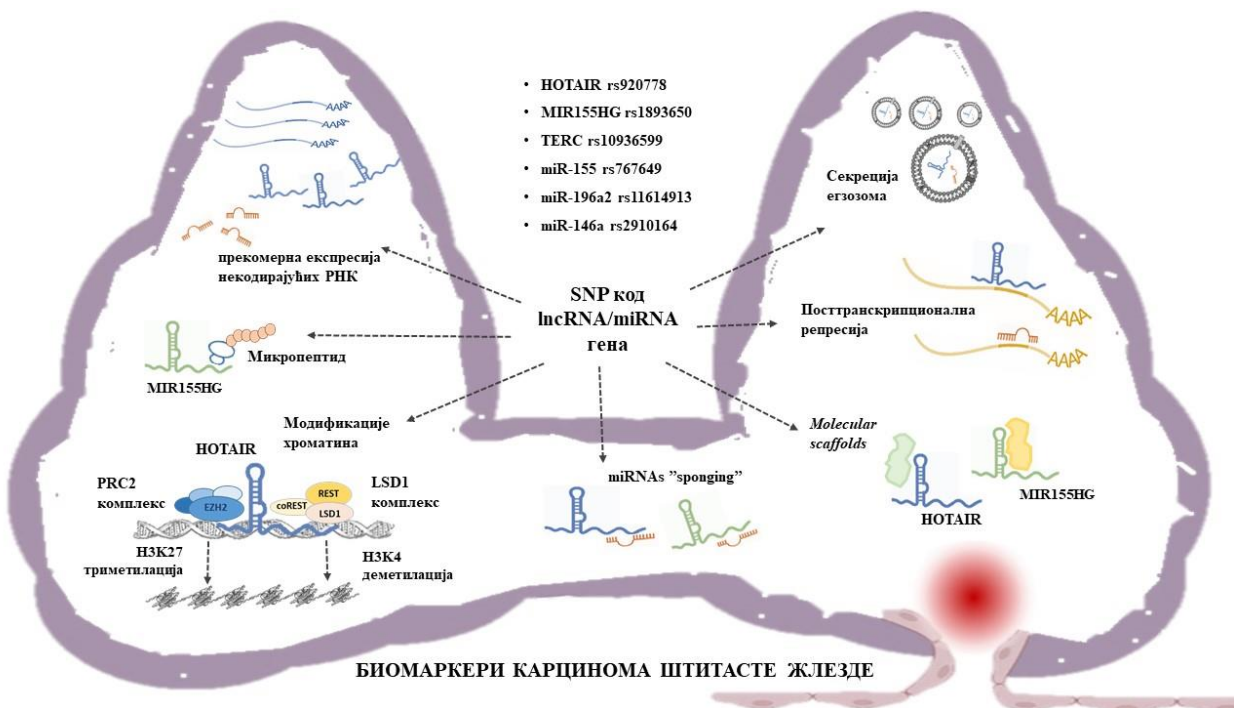 • HOTAIR rs920778
• MIR155HG rs1893650
• TERC rs10936599
• miR-155 rs767649
• miR-196a2 rs11614913
• miR-146a rs2910164
Секреција
егзозома
прекомерна експресија
некодирајућих РНК
SNP код
lncRNA/miRNA
гена
Посттранскрипциона
репресија
АААА
АААА
Микропептид
MIR155HG
Модификације
хроматина
HOTAIR
PRC2
комплекс
EZH2
coREST
REST
LSD1
LSD1
комплекс
H3K27
триметилација
H3K4
деметилација
miRNAs ”sponging”
Molecular
scaffolds
HOTAIR
MIR155HG
БИОМАРКЕРИ КАРЦИНОМА ШТИТАСТЕ ЖЛЕЗДЕ